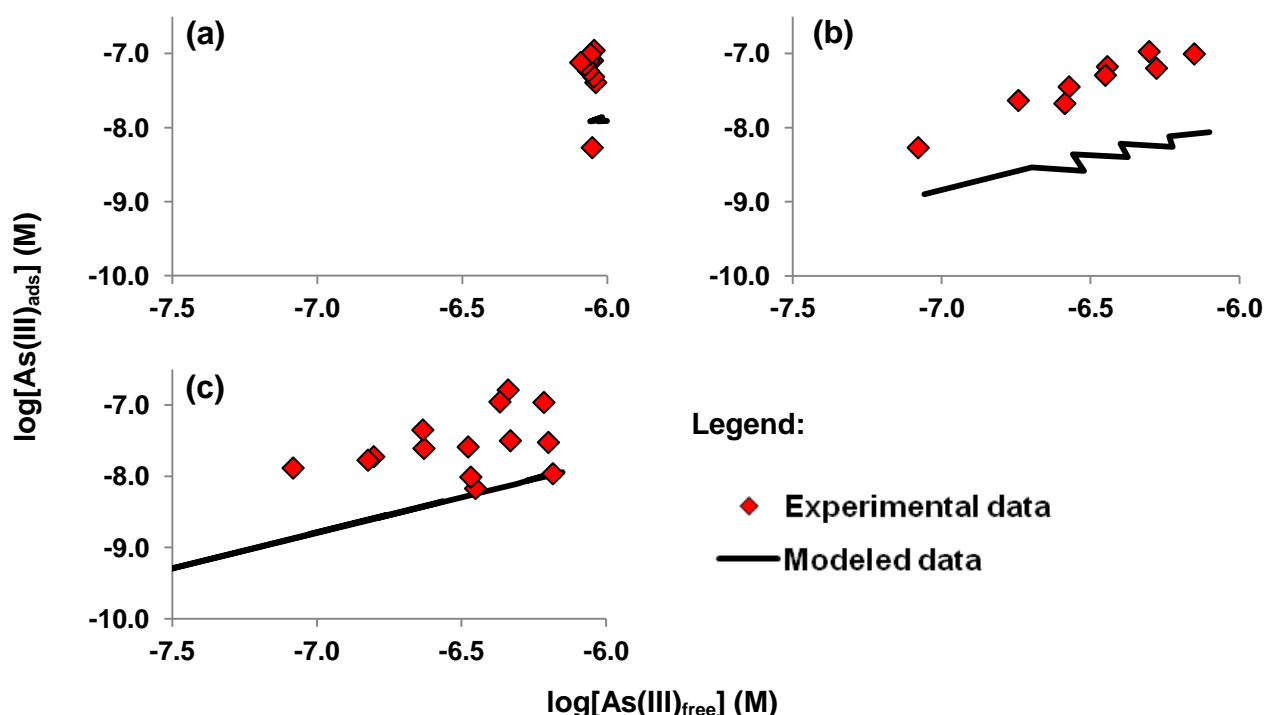 (a)
-7.0
-8.0
-9.0
-10.0
-7.5 -7.0 -6.5 -6.0
(b)
-7.0
-8.0
-9.0
-10.0
-7.5 -7.0 -6.5 -6.0
log[As(III)ads] (M)
(c)
-7.0
-8.0
-9.0
-10.0
-7.5 -7.0 -6.5 -6.0
Legend:
Experimental data
Modeled data
log[As(III)free] (M)